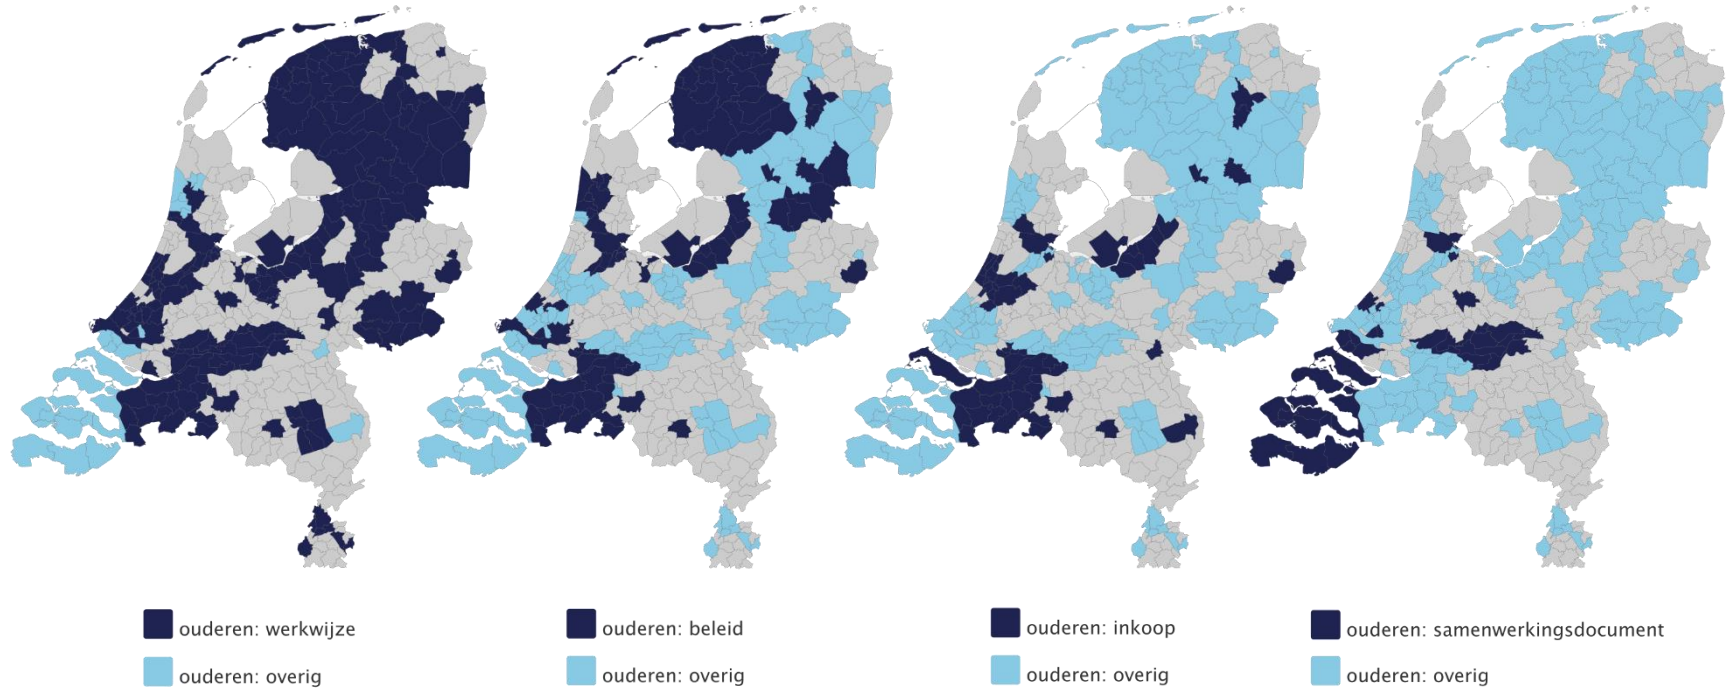 ouderen: werkwijze
ouderen: overig
ouderen: beleid
ouderen: overig
ouderen: inkoop
ouderen: overig
ouderen: samenwerkingsdocument
ouderen: overig